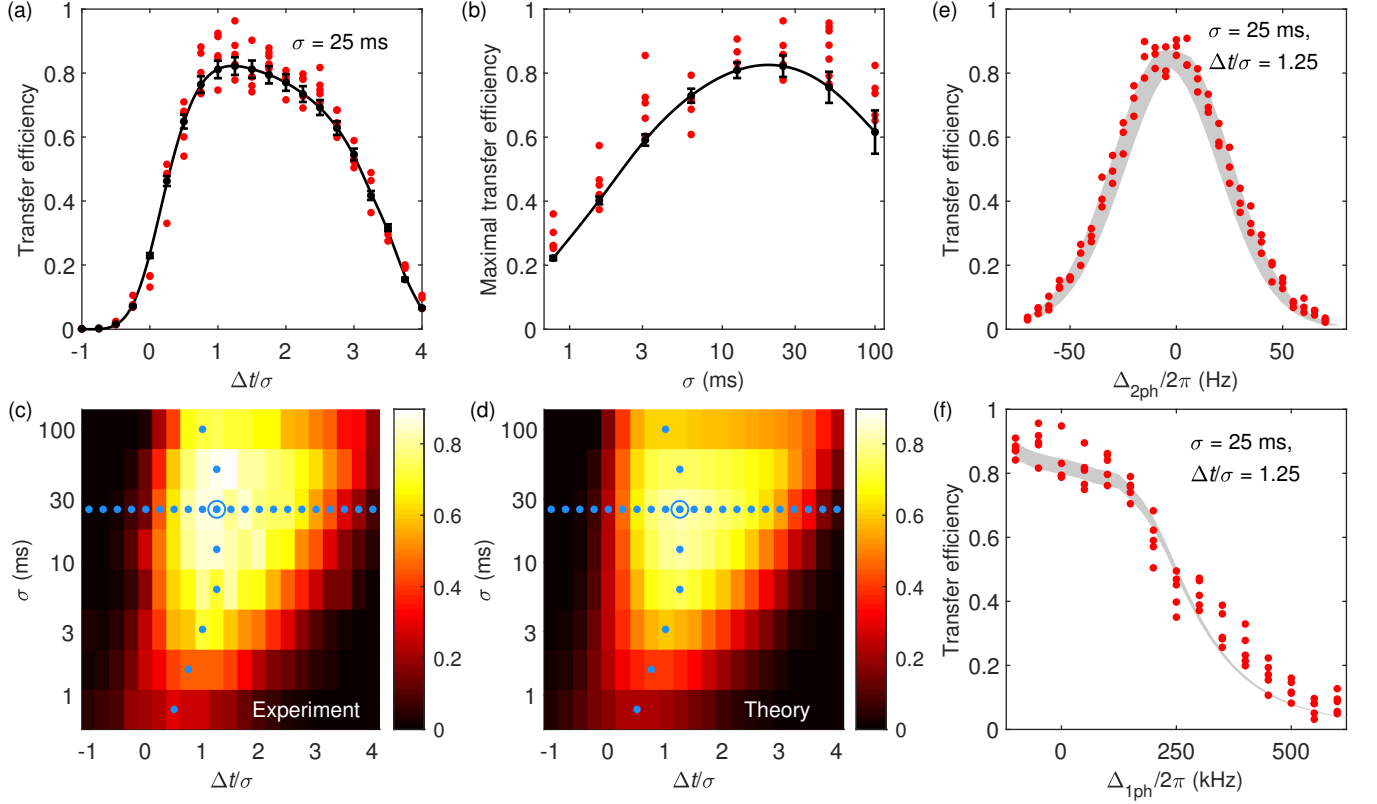 (a)
Transfer efficiency
1
0.8
0.6
0.4
0.2
0
σ = 25 ms
-1 0 1 2 3 4
Δt/σ
(b)
Maximal transfer efficiency
1
0.8
0.6
0.4
0.2
0
1 3 10 30 100
σ (ms)
(e)
Transfer efficiency
1
0.8
0.6
0.4
0.2
0
σ = 25 ms,
Δt/σ = 1.25
-50 0 50
Δ2ph/2π (Hz)
(c)
σ (ms)
100
30
10
3
1
Experiment
-1 0 1 2 3 4
Δt/σ
0.8
0.6
0.4
0.2
0
(d)
σ (ms)
100
30
10
3
1
Theory
-1 0 1 2 3 4
Δt/σ
0.8
0.6
0.4
0.2
0
(f)
Transfer efficiency
1
0.8
0.6
0.4
0.2
0
σ = 25 ms,
Δt/σ = 1.25
0 250 500
Δ1ph/2π (kHz)